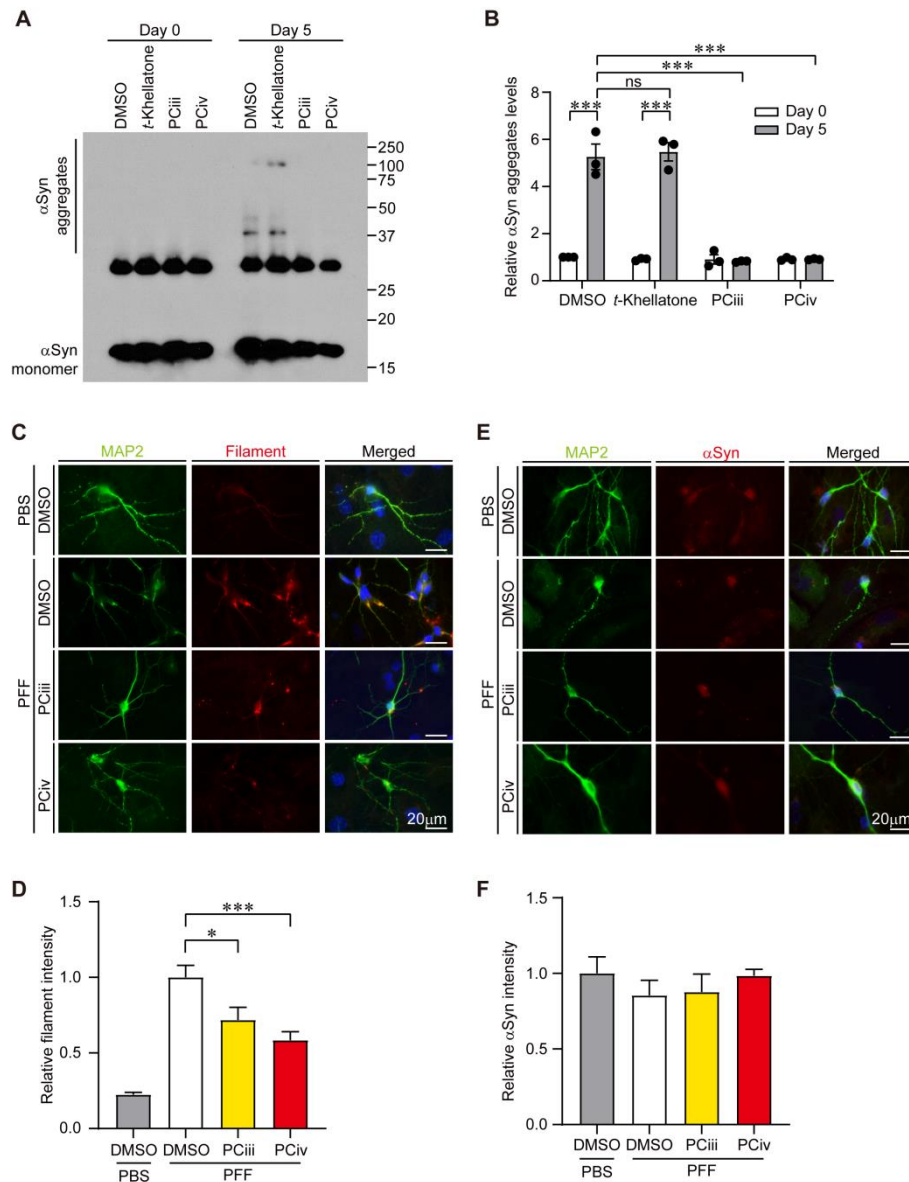 A
Day 0
Day 5
DMSO
t-Khellatone
PCiii
PCiv
DMSO
t-Khellatone
PCiii
PCiv
αSyn
aggregates
αSyn
monomer
250
100
75
50
37
25
20
15
B
Relative αSyn aggegates levels
8
6
4
2
1
0
***
***
ns
***
***
Day 0
Day 5
DMSO
t-Khellatone
PCiii
PCiv
C
MAP2
Filament
Merged
PBS
DMSO
PFF
DMSO
PCiii
PCiv
20μm
E
MAP2
αSyn
Merged
PBS
DMSO
PFF
DMSO
PCiii
PCiv
20μm
D
Relative filament intensity
1.5
1.0
0.5
0.0
***
*
DMSO
DMSO
PCiii
PCiv
PBS
PFF
F
Relative αSyn intensity
1.5
1.0
0.5
0.0
DMSO
DMSO
PCiii
PCiv
PBS
PFF